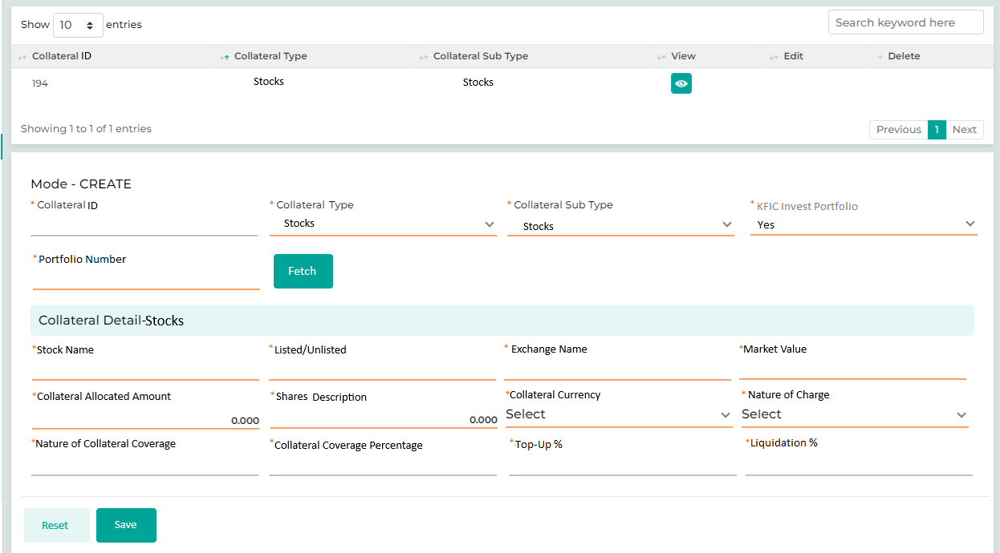 Show 10 entries
Search keyword here
Collateral ID Collateral Type Collateral Sub Type View Edit Delete
194 Stocks Stocks
Showing 1 to 1 of 1 entries
Previous 1 Next
Mode - CREATE
* Collateral ID * Collateral Type * Collateral Sub Type * KFIC Invest Portfolio
Stocks Stocks Yes
*Portfolio Number
Fetch
Collateral Detail-Stocks
*Stock Name *Listed/Unlisted * Exchange Name *Market Value
*Collateral Allocated Amount *Shares Description *Collateral Currency * Nature of Charge
0.000 0.000 Select Select
*Nature of Collateral Coverage *Collateral Coverage Percentage *Top-Up % *Liquidation %
Reset Save